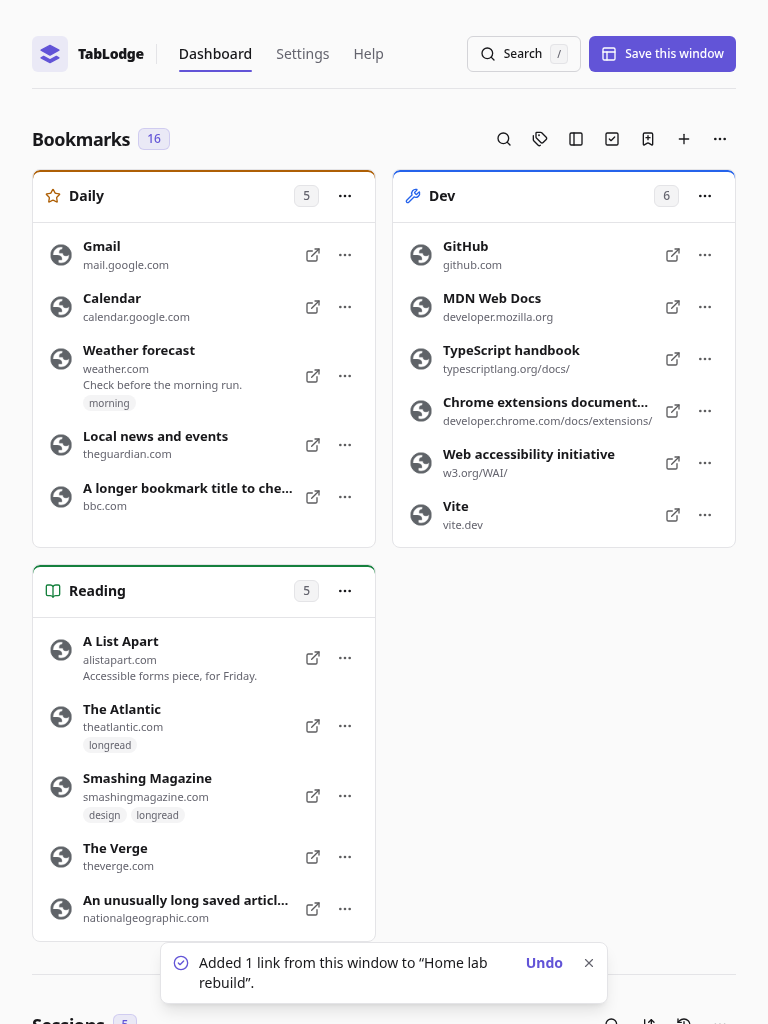 TabLodge
Dashboard
Settings
Help
Search
/
Save this window
Bookmarks
16
Daily
5
Gmail
mail.google.com
Calendar
calendar.google.com
Weather forecast
weather.com
Check before the morning run.
morning
Local news and events
theguardian.com
A longer bookmark title to che...
bbc.com
Dev
6
GitHub
github.com
MDN Web Docs
developer.mozilla.org
TypeScript handbook
typescriptlang.org/docs/
Chrome extensions document...
developer.chrome.com/docs/extensions/
Web accessibility initiative
w3.org/WAI/
Vite
vite.dev
Reading
5
A List Apart
alistapart.com
Accessible forms piece, for Friday.
The Atlantic
theatlantic.com
longread
Smashing Magazine
smashingmagazine.com
design longread
The Verge
theverge.com
An unusually long saved articl...
nationalgeographic.com
Added 1 link from this window to “Home lab
rebuild”.
Undo
Sessions
5